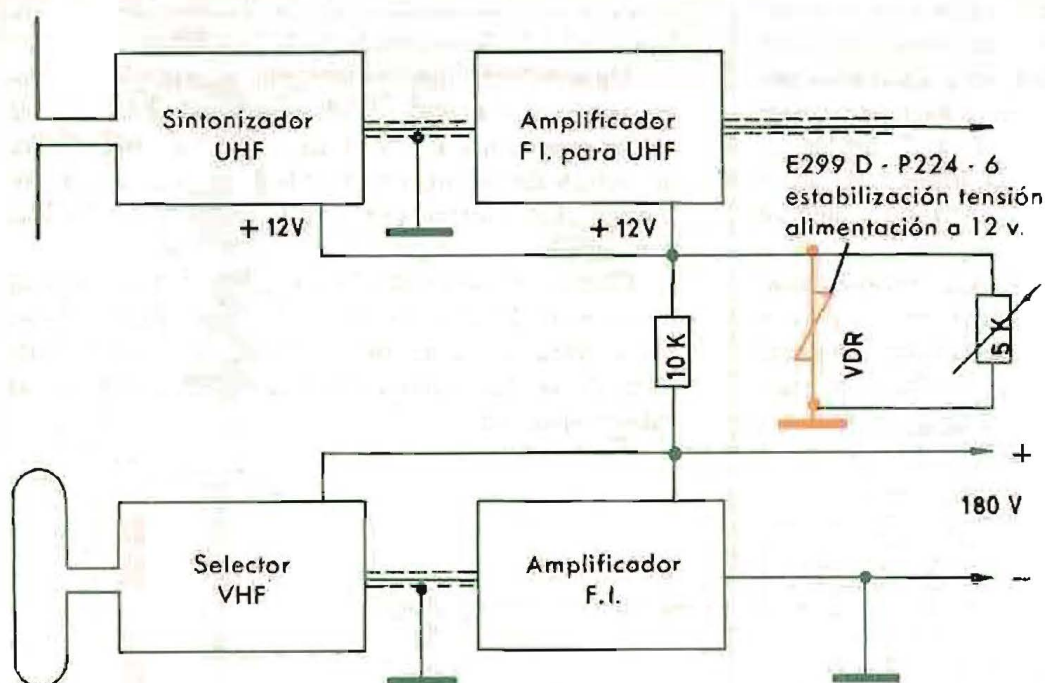 Sintonizador
UHF
Amplificador
F.I. para UHF
E299 D - P224 - 6
estabilización tensión
alimentación a 12 v.
+ 12V
+ 12V
10 K
VDR
5 K
+
180 V
-
Selector
VHF
Amplificador
F.I.